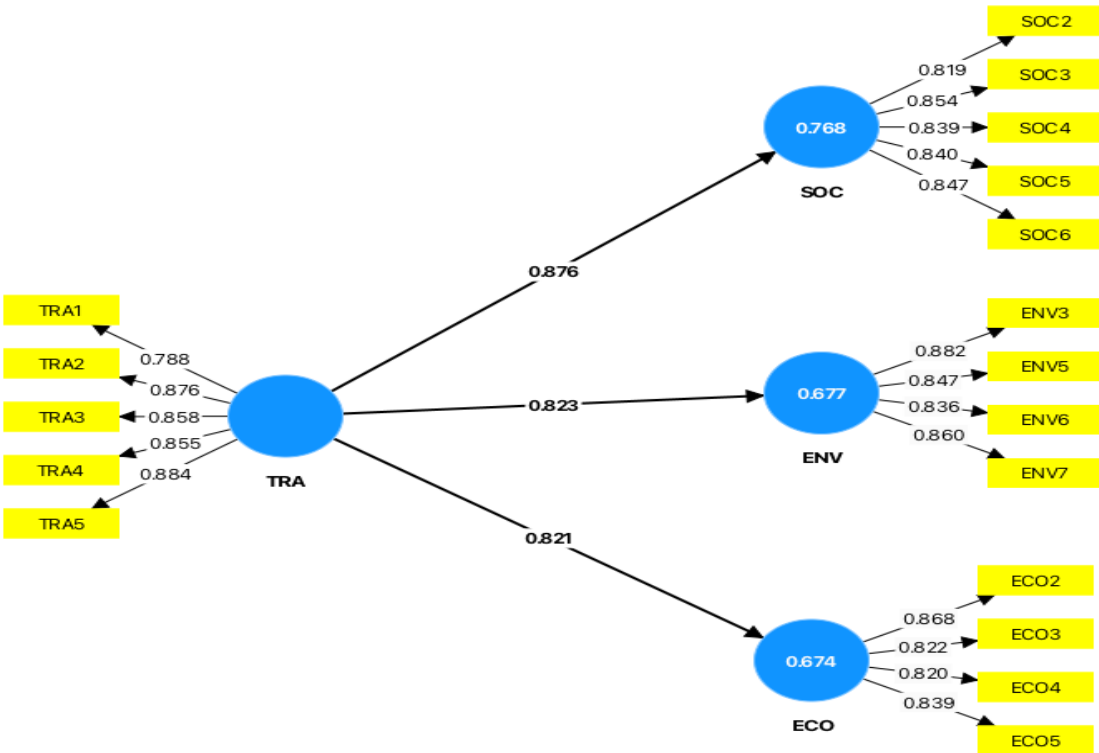 SOC2
0.819
SOC3
0.854
0.768
0.839
SOC4
0.840
SOC5
0.847
SOC
SOC6
0.876
TRA1
ENV3
0.788
0.882
TRA2
ENV5
0.876
0.847
0.677
0.823
0.836
ENV6
TRA3
0.858
0.860
0.855
ENV
TRA4
ENV7
0.884
TRA
TRA5
0.821
ECO2
0.868
ECO3
0.822
0.674
0.820
ECO4
0.839
ECO
ECO5